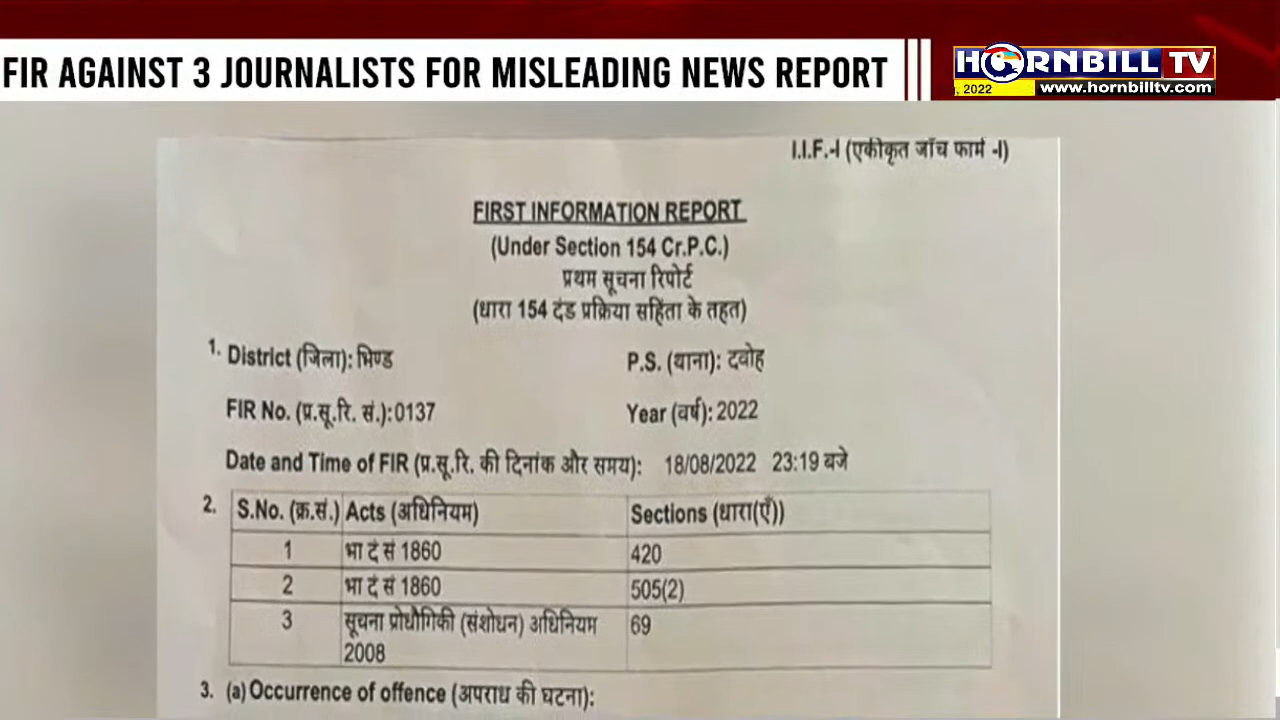 FIR AGAINST 3 JOURNALISTS FOR MISLEADING NEWS REPORT
HORNBILL TV
, 2022 www.hornbilltv.com
I.I.F.-I (एकीकृत जाँच फार्म -I)
FIRST INFORMATION REPORT
(Under Section 154 Cr.P.C.)
प्रथम सूचना रिपोर्ट
(धारा 154 दंड प्रक्रिया सहिंता के तहत)
1. District (जिला): भिण्ड P.S. (थाना): दवोह
FIR No. (प्र.सू.रि. सं.):0137 Year (वर्ष): 2022
Date and Time of FIR (प्र.सू.रि. की दिनांक और समय): 18/08/2022 23:19 बजे
2. S.No. (क्र.सं.) Acts (अधिनियम) Sections (धारा(एँ))
1 भा दं सं 1860 420
2 भा दं सं 1860 505(2)
3 सूचना प्रोधौगिकी (संशोधन) अधिनियम 69
2008
3. (a) Occurrence of offence (अपराध की घटना):